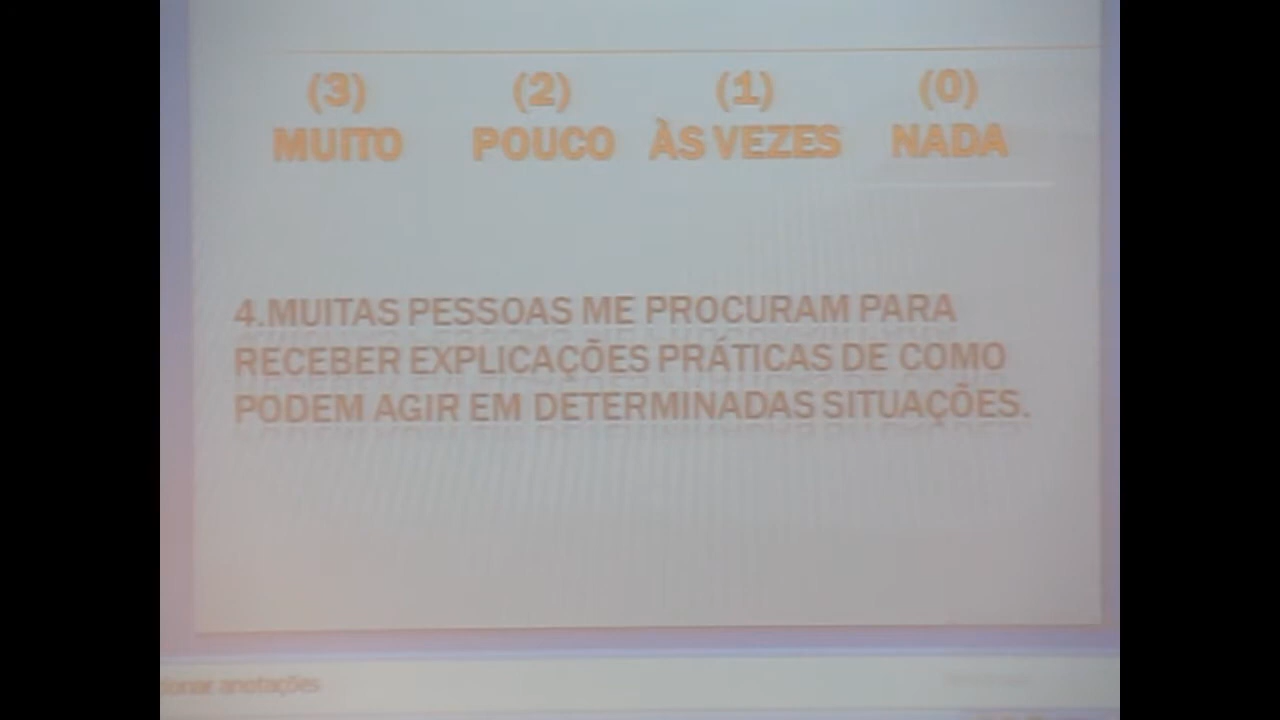 (3) (2) (1) (0)
MUITO POUCO ÀS VEZES NADA
4.MUITAS PESSOAS ME PROCURAM PARA
RECEBER EXPLICAÇÕES PRÁTICAS DE COMO
PODEM AGIR EM DETERMINADAS SITUAÇÕES.
anotações